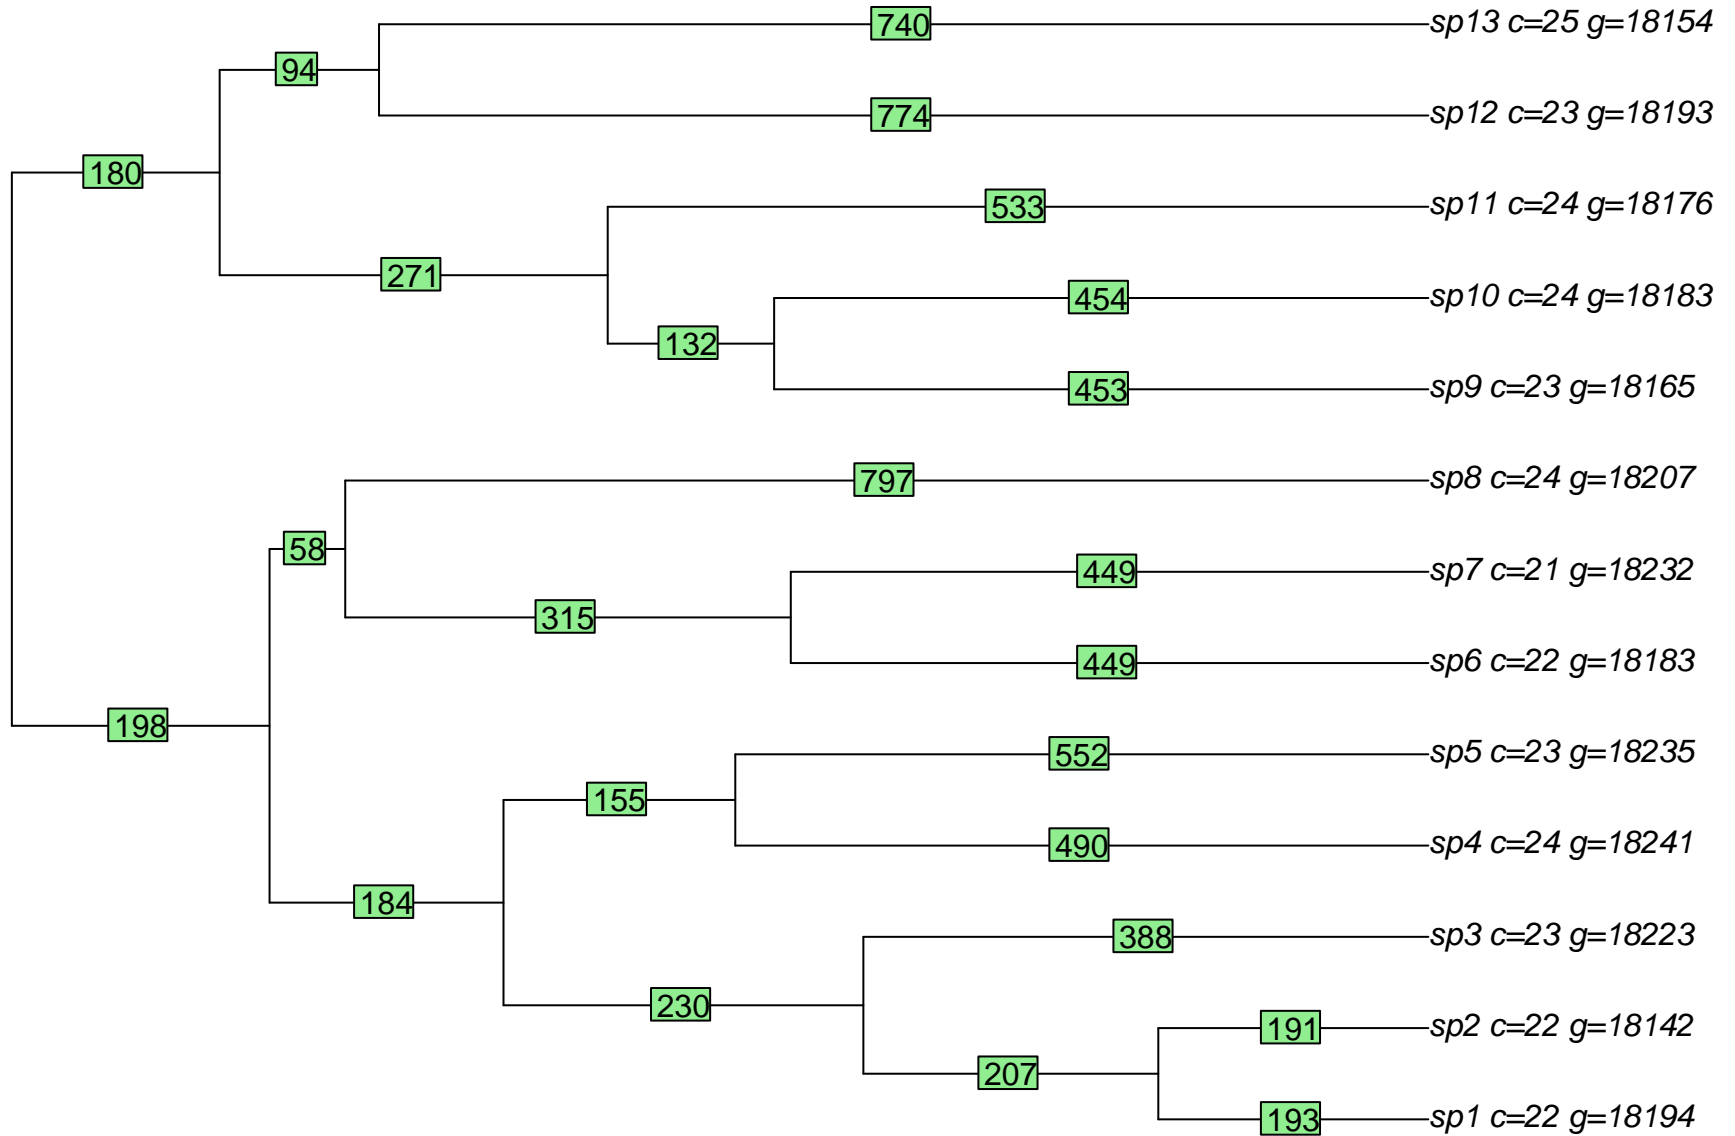 740 sp13 c=25 g=18154
94
774 sp12 c=23 g=18193
180
533 sp11 c=24 g=18176
271
454 sp10 c=24 g=18183
132
453 sp9 c=23 g=18165
797 sp8 c=24 g=18207
58
449 sp7 c=21 g=18232
315
449 sp6 c=22 g=18183
198
552 sp5 c=23 g=18235
155
490 sp4 c=24 g=18241
184
388 sp3 c=23 g=18223
230
191 sp2 c=22 g=18142
207
193 sp1 c=22 g=18194